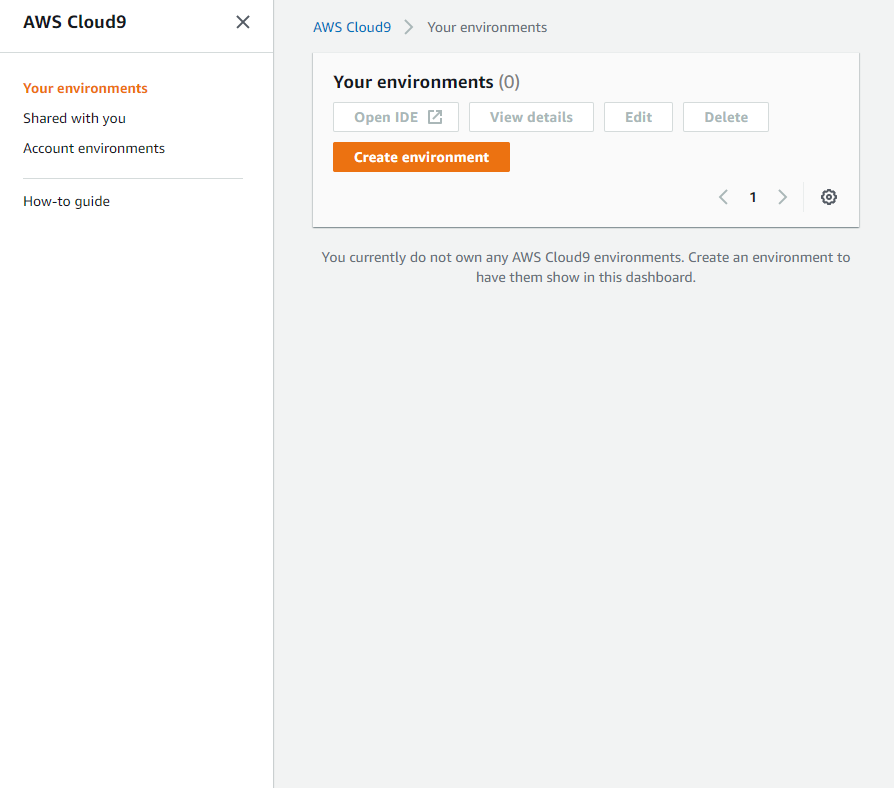 AWS Cloud9
Your environments
Shared with you
Account environments
How-to guide
AWS Cloud9 Your environments
Your environments (0)
Open IDE View details Edit Delete
Create environment
1
You currently do not own any AWS Cloud9 environments. Create an environment to
have them show in this dashboard.